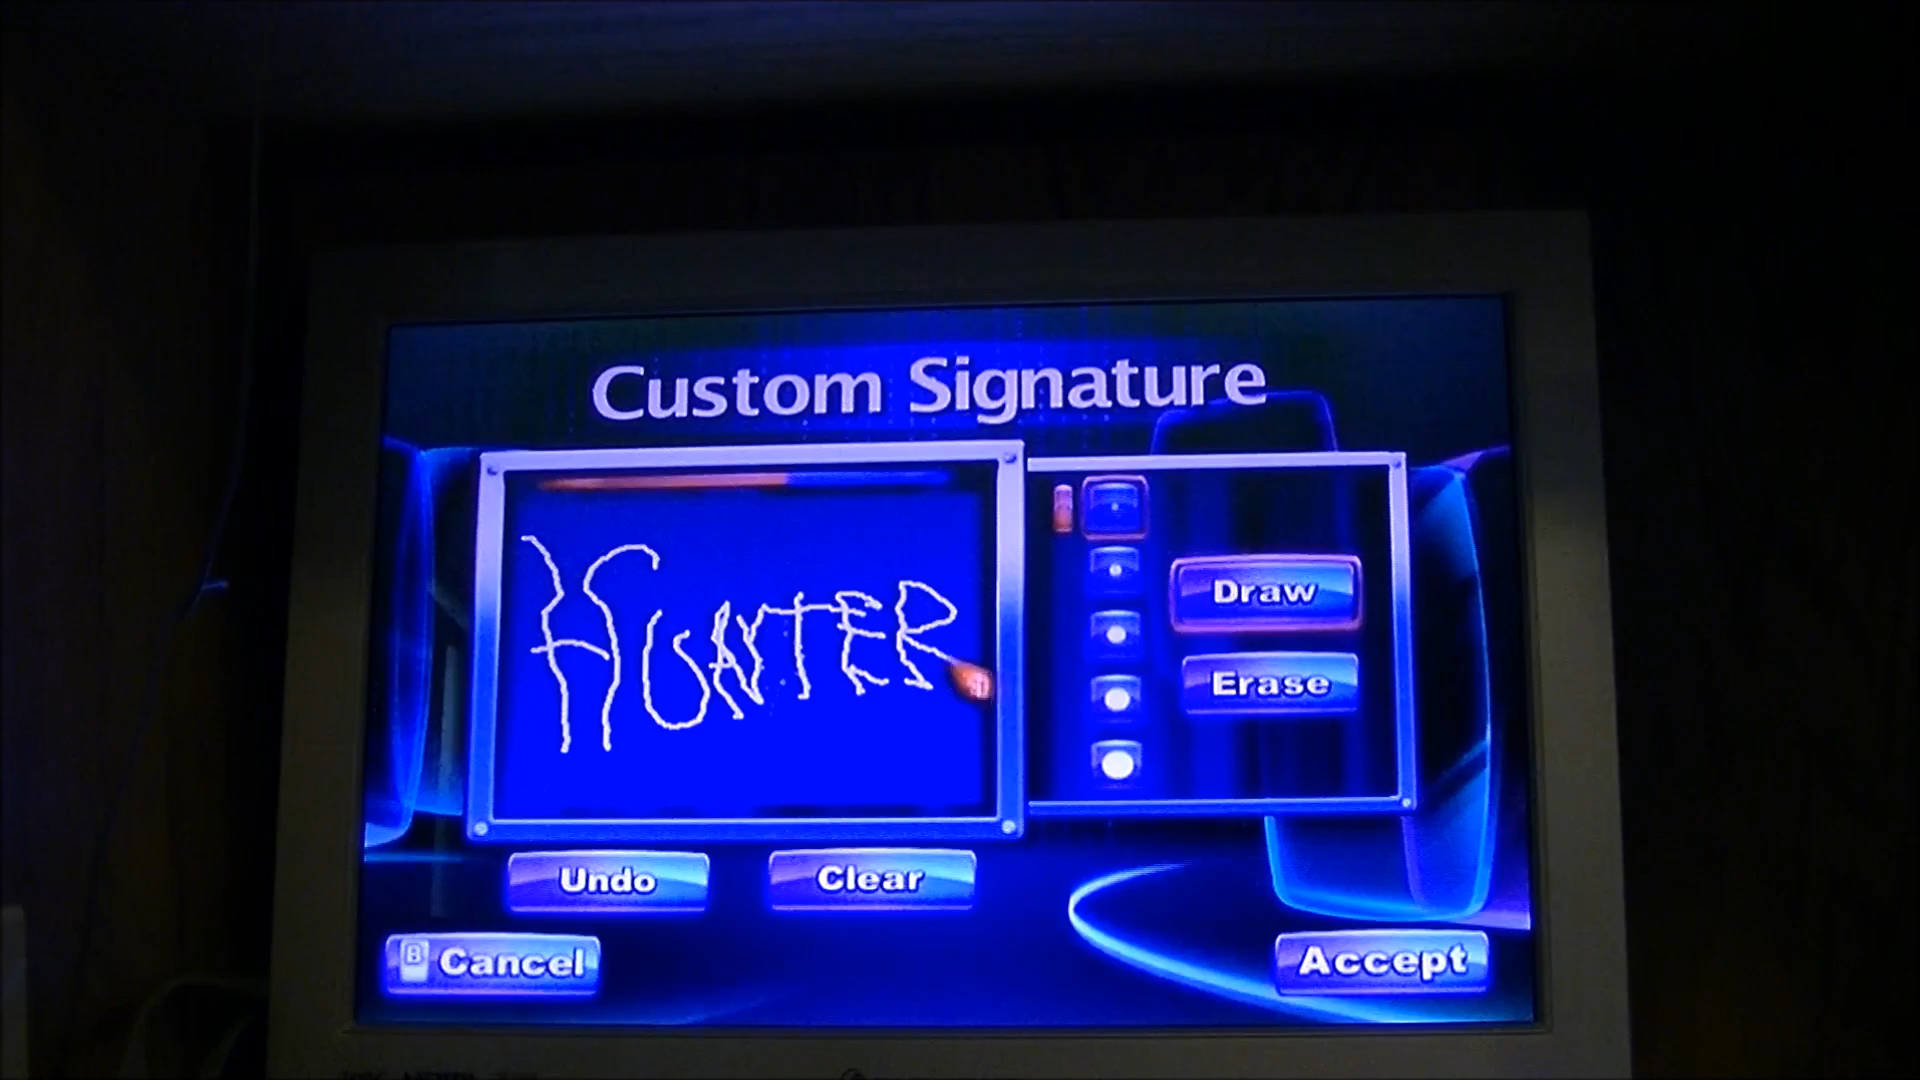 Custom Signature
HUNTER
Draw
Erase
Undo
Clear
B Cancel
Accept